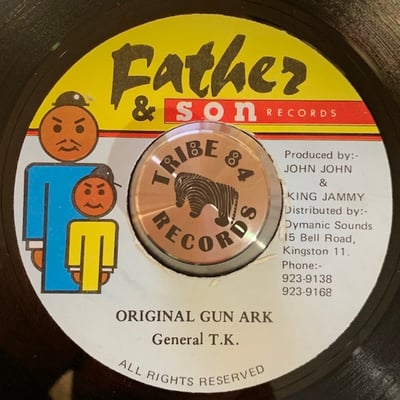 Father
& son RECORDS
TRIBE 84
RECORDS
Produced by:-
JOHN JOHN
&
KING JAMMY
Distributed by:-
Dymanic Sounds
15 Bell Road,
Kingston 11.
Phone:-
923-9138
923-9168
ORIGINAL GUN ARK
General T.K.
ALL RIGHTS RESERVED